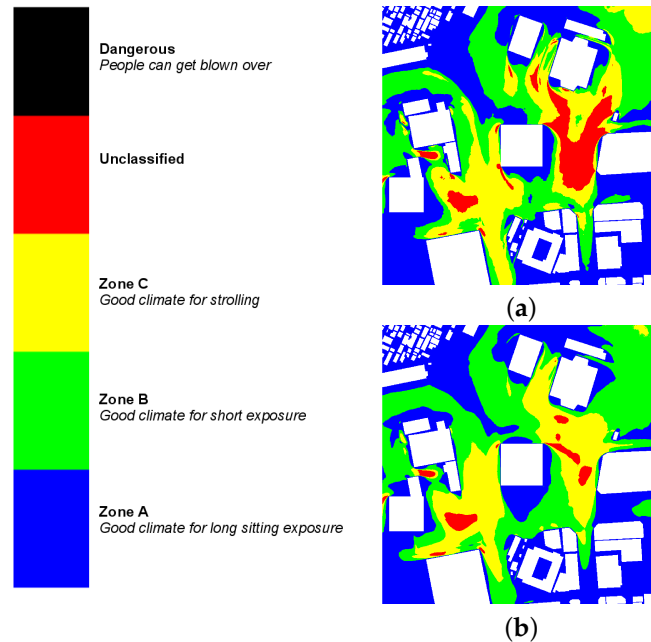 Dangerous
People can get blown over
Unclassified
Zone C
Good climate for strolling
Zone B
Good climate for short exposure
Zone A
Good climate for long sitting exposure
(a)
(b)